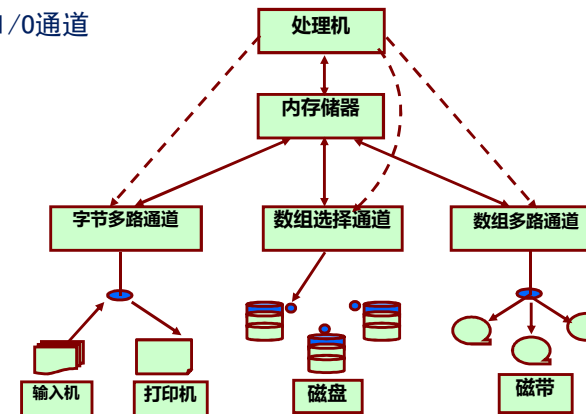 I/O通道
处理机
内存储器
字节多路通道
数组选择通道
数组多路通道
输入机
打印机
磁盘
磁带